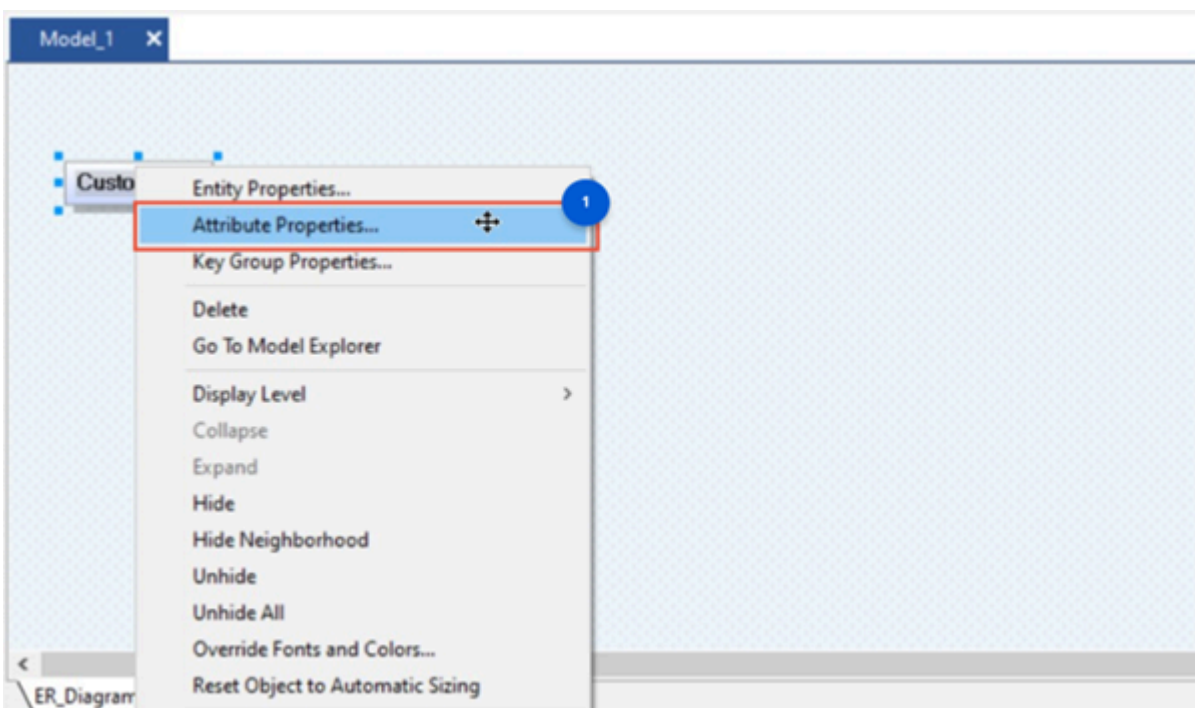 Model_1
Custo
Entity Properties...
1
Attribute Properties...
Key Group Properties...
Delete
Go To Model Explorer
Display Level
Collapse
Expand
Hide
Hide Neighborhood
Unhide
Unhide All
Override Fonts and Colors...
Reset Object to Automatic Sizing
ER_Diagram